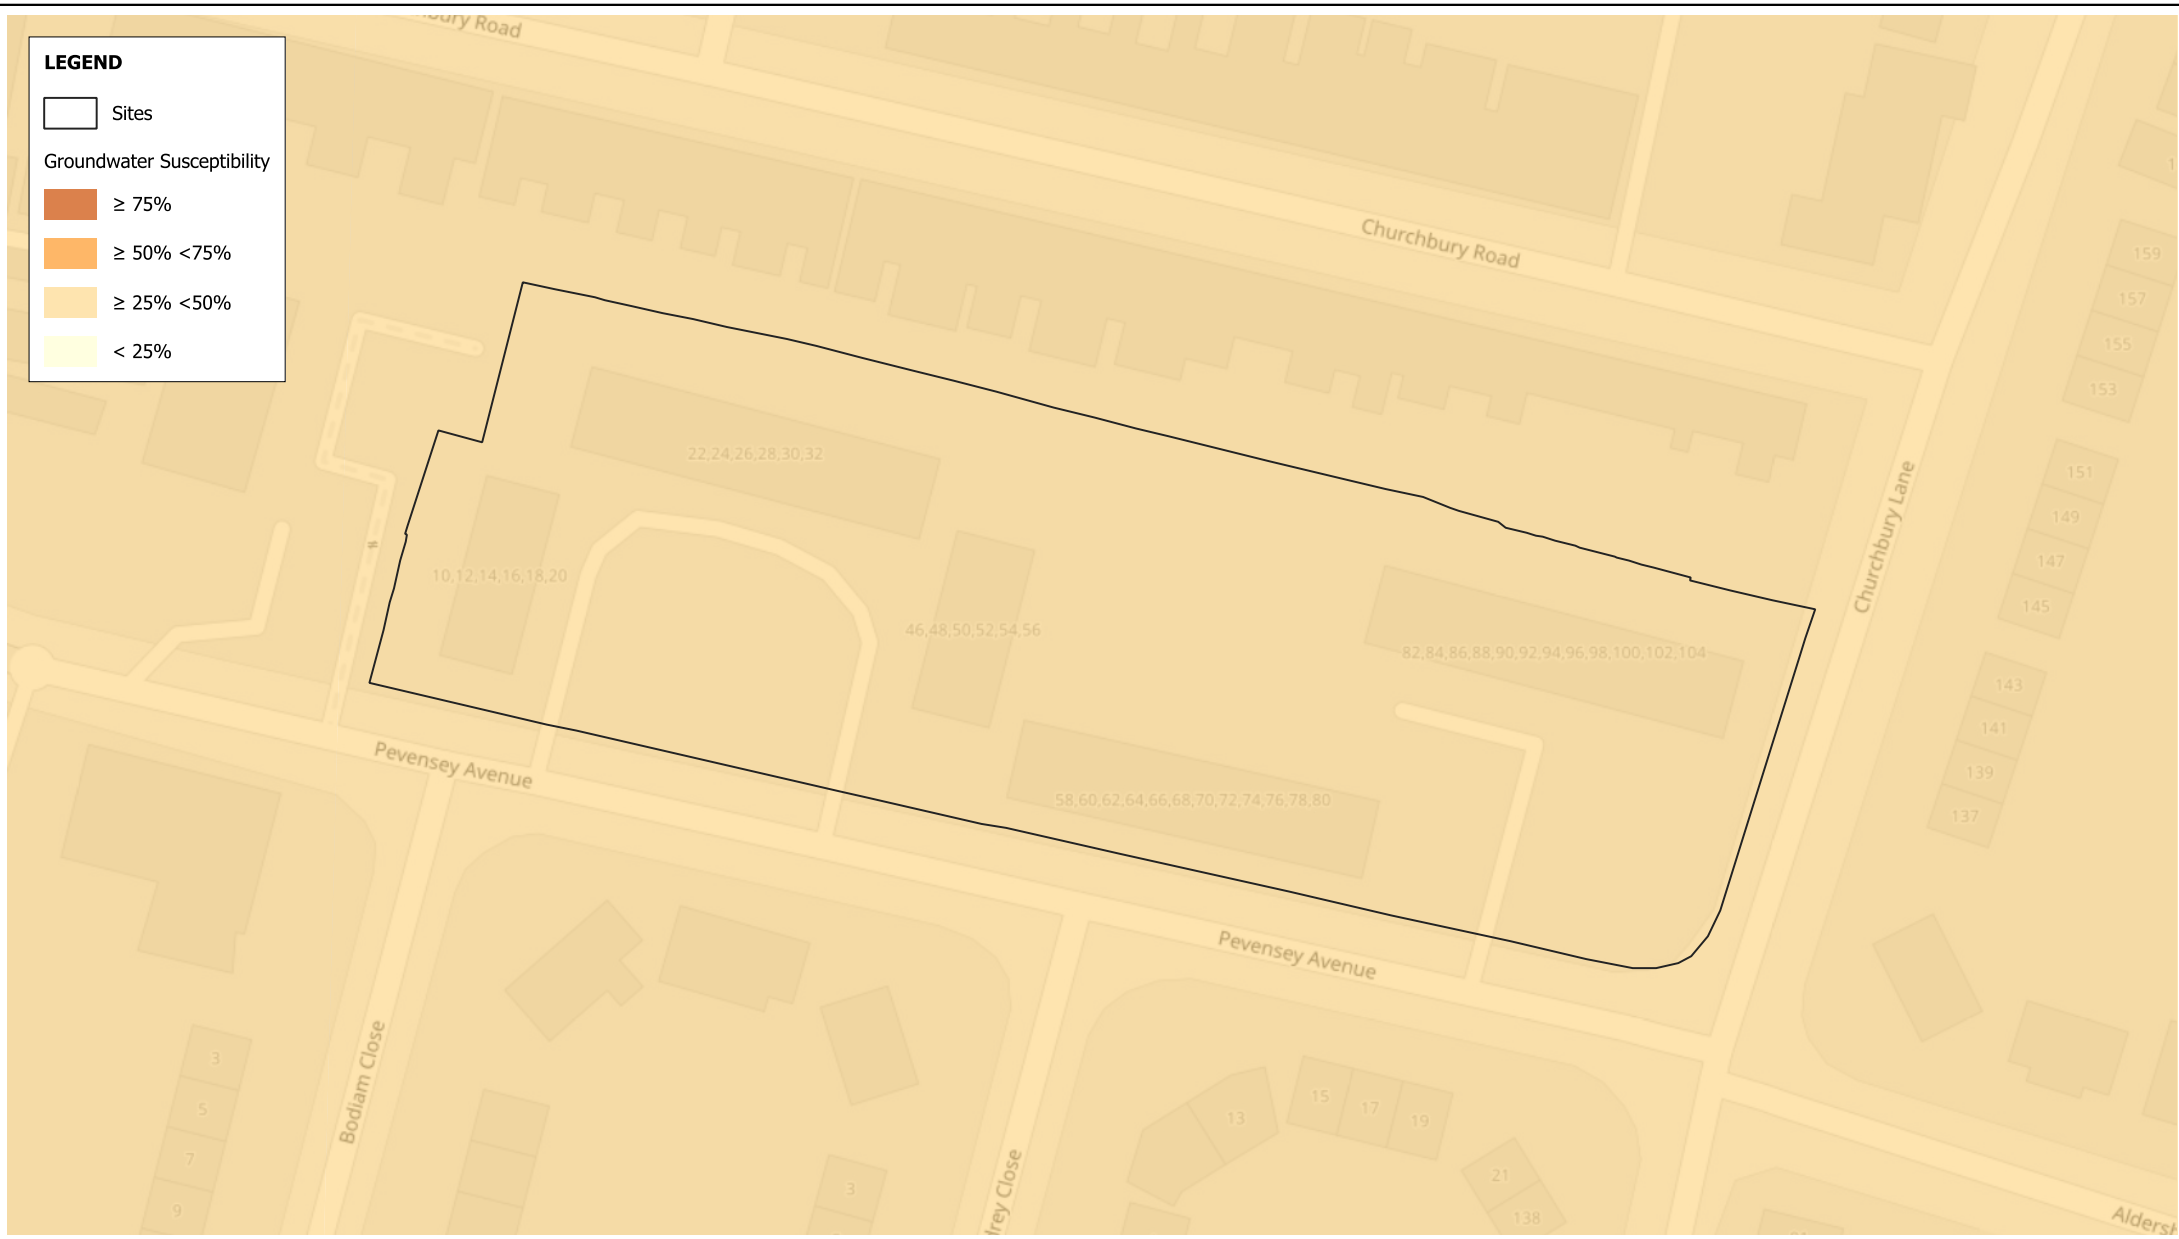 LEGEND
Sites
Groundwater Susceptibility
≥ 75%
≥ 50% <75%
≥ 25% <50%
< 25%
Road
Churchbury Road
Churchbury Lane
159
157
155
153
151
149
147
145
143
141
139
137
22,24,26,28,30,32
10,12,14,16,18,20
46,48,50,52,54,56
82,84,86,88,90,92,94,96,98,100,102,104
58,60,62,64,66,68,70,72,74,76,78,80
Pevensey Avenue
Pevensey Avenue
Bodiam Close
Close
3
5
7
9
3
13
15
17
19
21
138